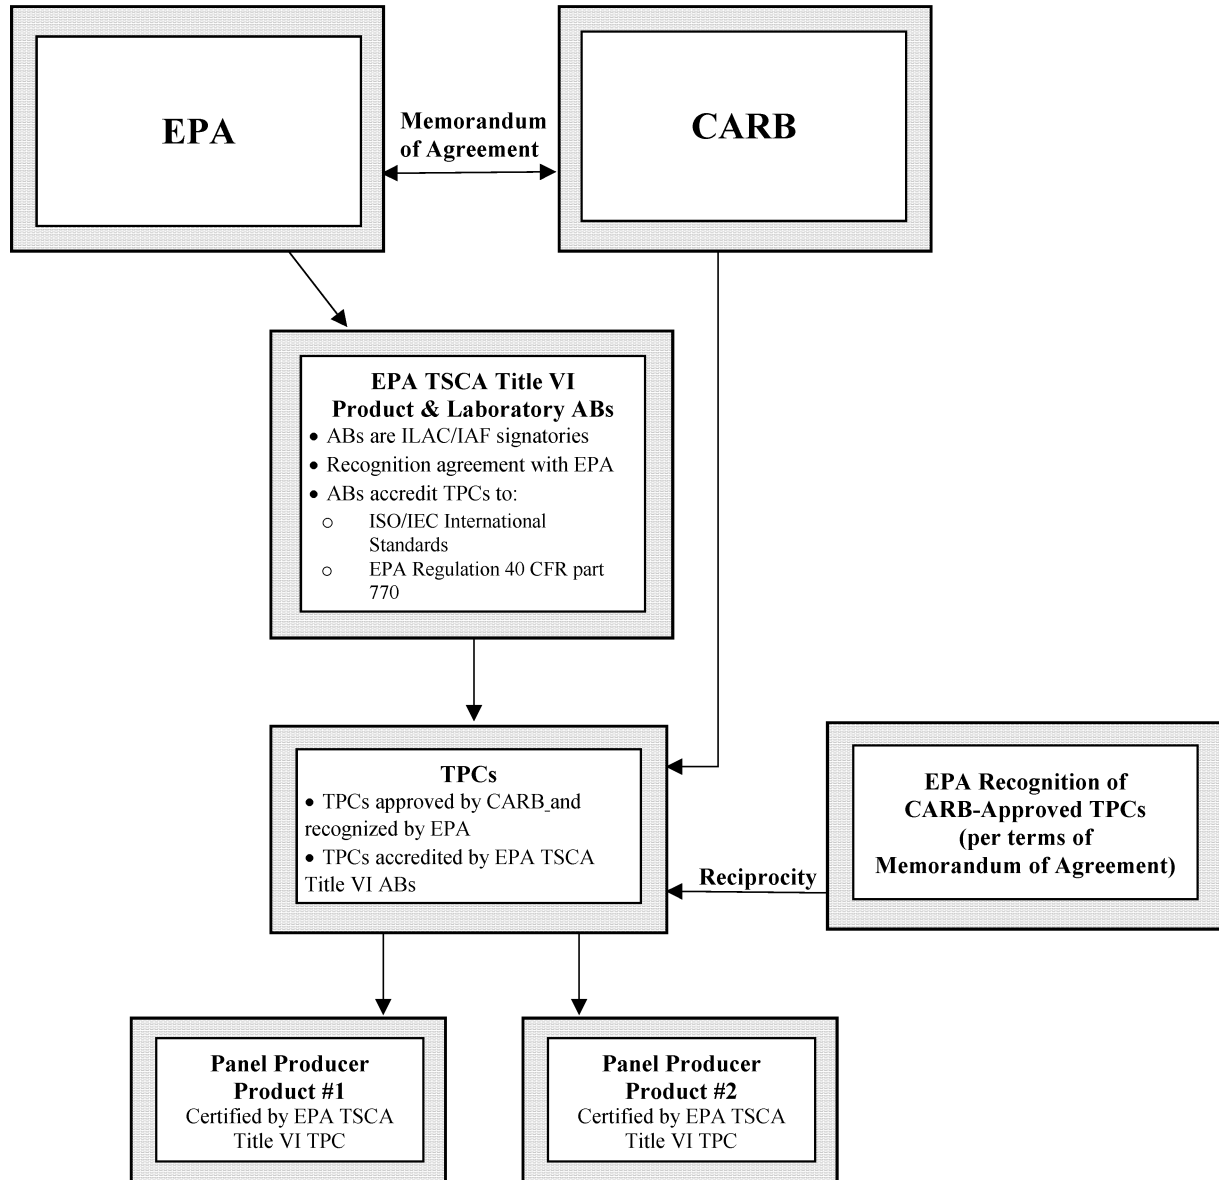 EPA
Memorandum
of Agreement
CARB
EPA TSCA Title VI
Product & Laboratory ABs
• ABs are ILAC/IAF signatories
• Recognition agreement with EPA
• ABs accredit TPCs to:
o ISO/IEC International
Standards
o EPA Regulation 40 CFR part
770
TPCs
• TPCs approved by CARB and
recognized by EPA
• TPCs accredited by EPA TSCA
Title VI ABs
Reciprocity
EPA Recognition of
CARB-Approved TPCs
(per terms of
Memorandum of Agreement)
Panel Producer
Product #1
Certified by EPA TSCA
Title VI TPC
Panel Producer
Product #2
Certified by EPA TSCA
Title VI TPC